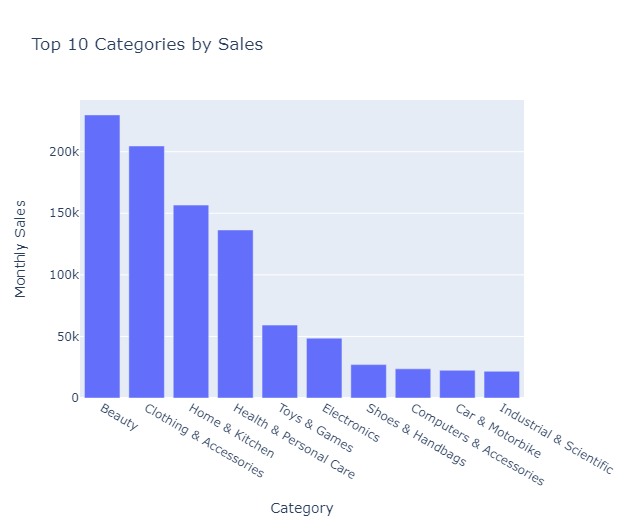 Top 10 Categories by Sales
Monthly Sales
200k
150k
100k
50k
0
Beauty
Clothing & Accessories
Home & Kitchen
Health & Personal Care
Toys & Games
Electronics
Shoes & Handbags
Computers & Accessories
Car & Motorbike
Industrial & Scientific
Category